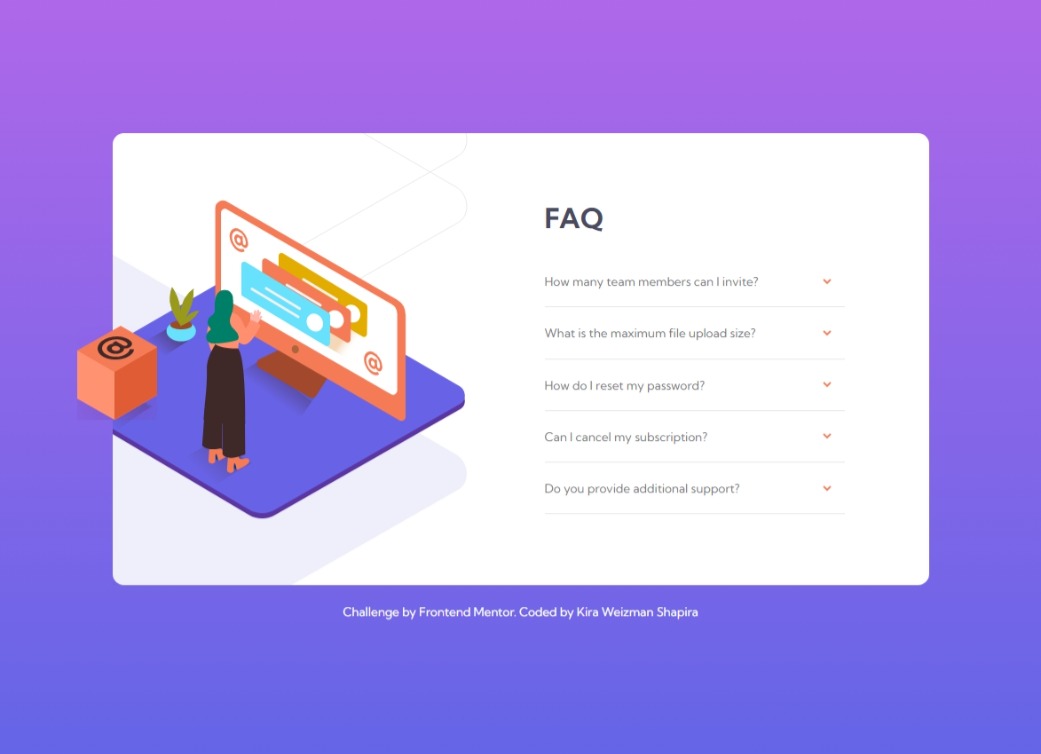 FAQ
How many team members can I invite?
What is the maximum file upload size?
How do I reset my password?
Can I cancel my subscription?
Do you provide additional support?
Challenge by Frontend Mentor. Coded by Kira Weizman Shapira